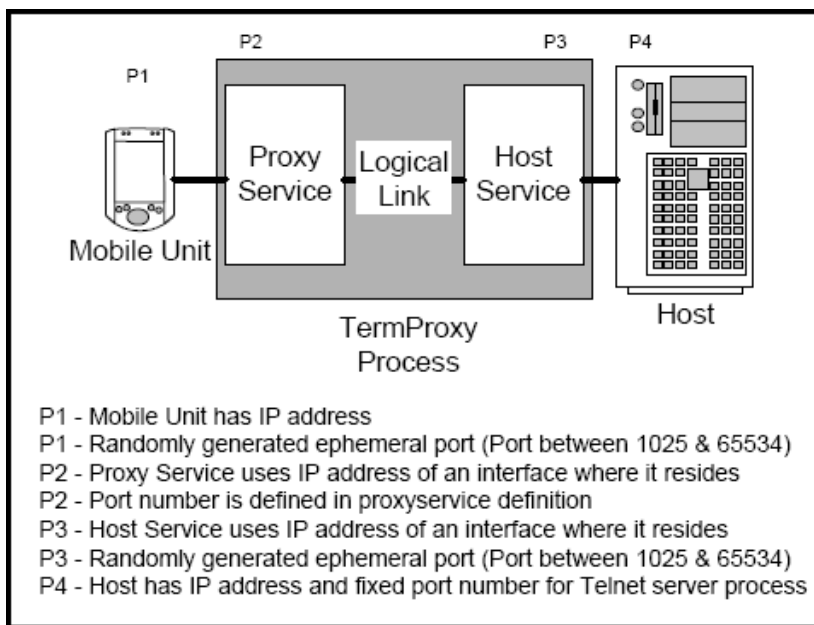 P2
P3
P4
P1
Proxy
Service
Logical
Link
Host
Service
Mobile Unit
Host
TermProxy
Process
P1 - Mobile Unit has IP address
P1 - Randomly generated ephemeral port (Port between 1025 & 65534)
P2 - Proxy Service uses IP address of an interface where it resides
P2 - Port number is defined in proxyservice definition
P3 - Host Service uses IP address of an interface where it resides
P3 - Randomly generated ephemeral port (Port between 1025 & 65534)
P4 - Host has IP address and fixed port number for Telnet server process